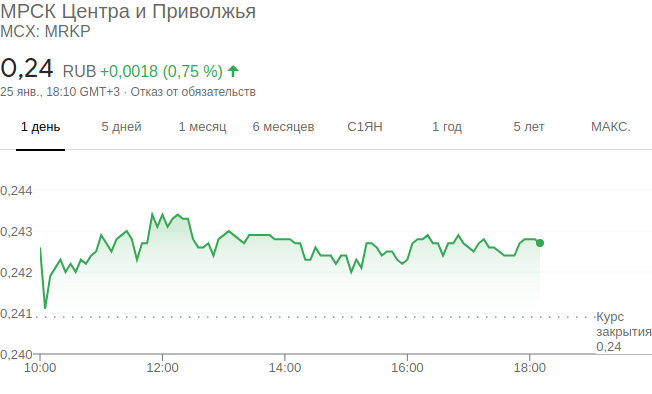 МРСК Центра и Приволжья
MCX: MRKP
0,24 RUB +0,0018 (0,75 %)
25 янв., 18:10 GMT+3 · Отказ от обязательств
1 день 5 дней 1 месяц 6 месяцев С1ЯН 1 год 5 лет МАКС.
0,244
0,243
0,242
0,241
Курс
закрытия
0,24
0,240
10:00 12:00 14:00 16:00 18:00